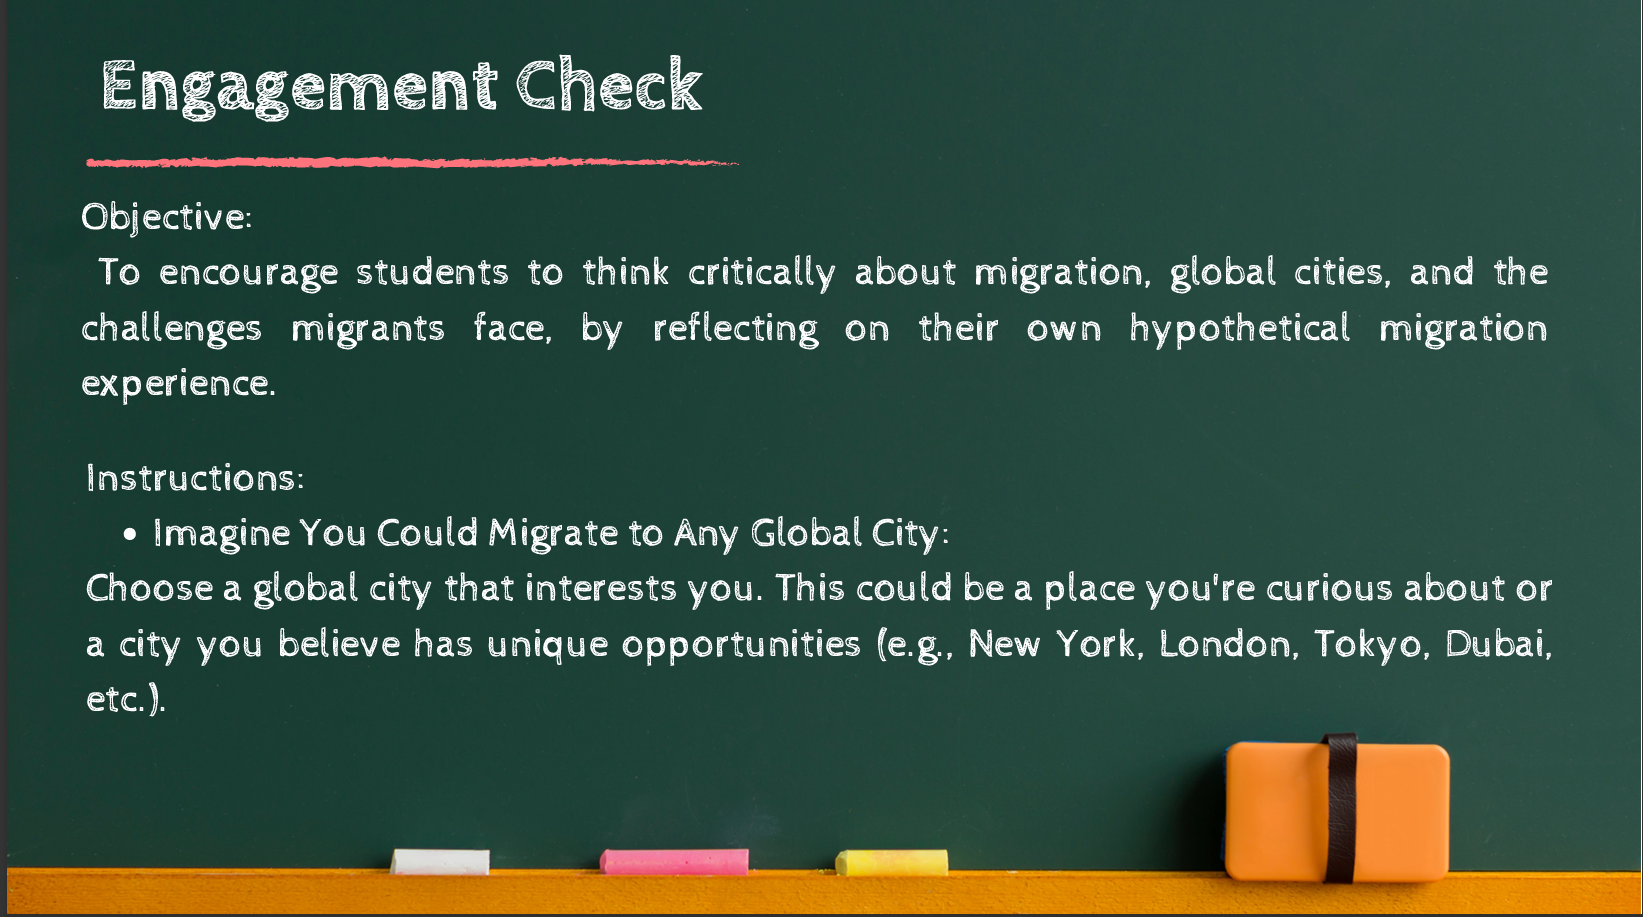 Engagement Check
Objective:
To encourage students to think critically about migration, global cities, and the
challenges migrants face, by reflecting on their own hypothetical migration
experience.
Instructions:
• Imagine You Could Migrate to Any Global City:
Choose a global city that interests you. This could be a place you're curious about or
a city you believe has unique opportunities (e.g., New York, London, Tokyo, Dubai,
etc.).